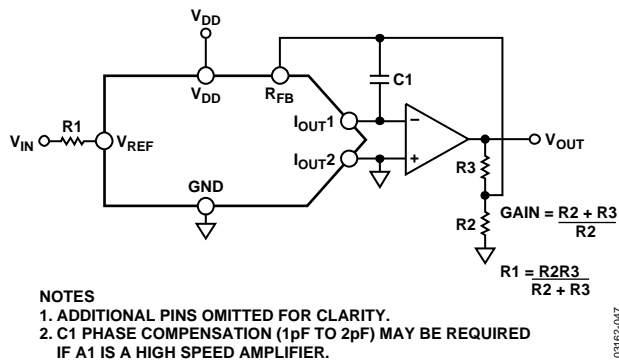 VDD
VDD
RFB
C1
IOUT1
VIN
R1
VREF
IOUT2
GND
−
+
VOUT
R3
R2
GAIN = R2 + R3
R2
R1 = R2R3
R2 + R3
NOTES
1. ADDITIONAL PINS OMITTED FOR CLARITY.
2. C1 PHASE COMPENSATION (1pF TO 2pF) MAY BE REQUIRED
IF A1 IS A HIGH SPEED AMPLIFIER.
03162-047